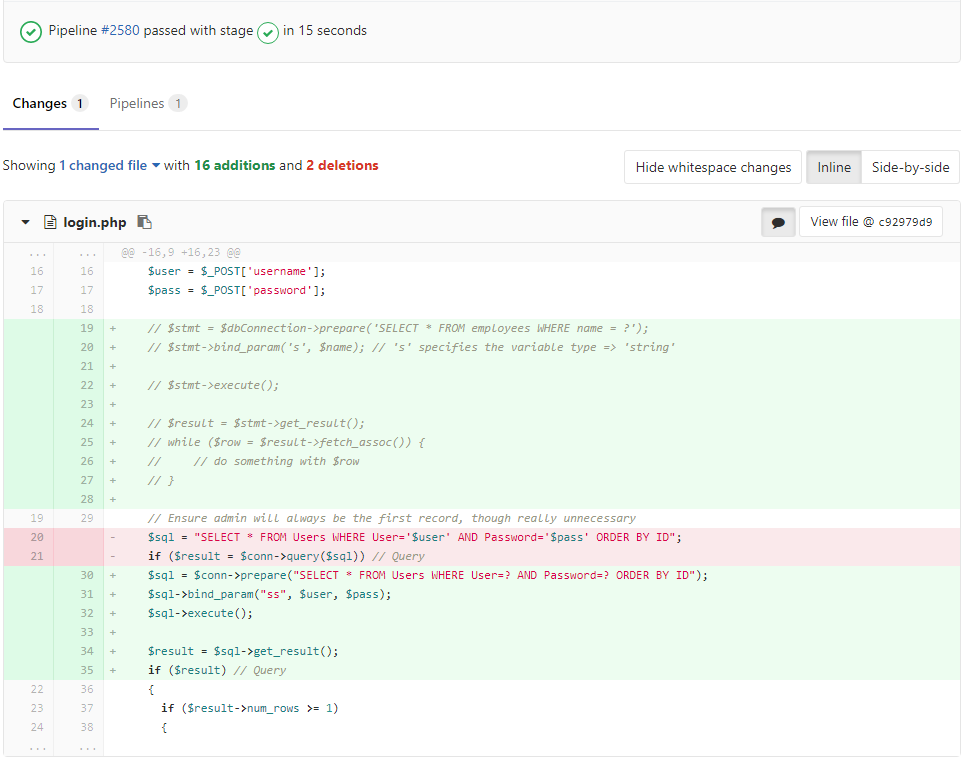 Pipeline #2580 passed with stage in 15 seconds
Changes 1 Pipelines 1
Showing 1 changed file with 16 additions and 2 deletions
Hide whitespace changes Inline Side-by-side
login.php View file @ c92979d9
... ... @@ -16,9 +16,23 @@
16 16 $user = $_POST['username'];
17 17 $pass = $_POST['password'];
18 18
19 + // $stmt = $dbConnection->prepare('SELECT * FROM employees WHERE name = ?');
20 + // $stmt->bind_param('s', $name); // 's' specifies the variable type => 'string'
21 +
22 + // $stmt->execute();
23 +
24 + // $result = $stmt->get_result();
25 + // while ($row = $result->fetch_assoc()) {
26 + // // do something with $row
27 + // }
28 +
19 29 // Ensure admin will always be the first record, though really unnecessary
20 - $sql = "SELECT * FROM Users WHERE User='$user' AND Password='$pass' ORDER BY ID";
21 - if ($result = $conn->query($sql)) // Query
30 + $sql = $conn->prepare("SELECT * FROM Users WHERE User=? AND Password=? ORDER BY ID");
31 + $sql->bind_param("ss", $user, $pass);
32 + $sql->execute();
33 +
34 + $result = $sql->get_result();
35 + if ($result) // Query
22 36 {
23 37 if ($result->num_rows >= 1)
24 38 {
... ...